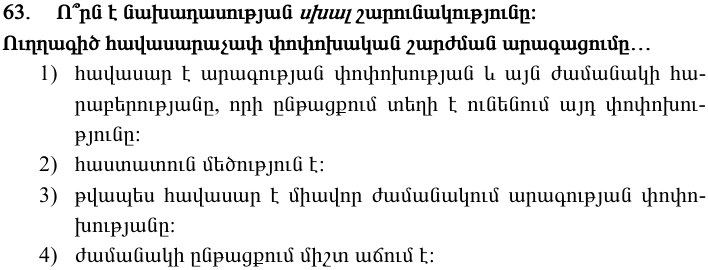 63. Ո՞րն է նախադասության սխալ շարունակությունը:
Ուղղագիծ հավասարաչափ փոփոխական շարժման արագացումը…
1) հավասար է արագության փոփոխության և այն ժամանակի հա-
րաբերությանը, որի ընթացքում տեղի է ունենում այդ փոփոխու-
թյունը:
2) հաստատուն մեծություն է:
3) թվապես հավասար է միավոր ժամանակում արագության փոփո-
խությանը:
4) ժամանակի ընթացքում միշտ աճում է: